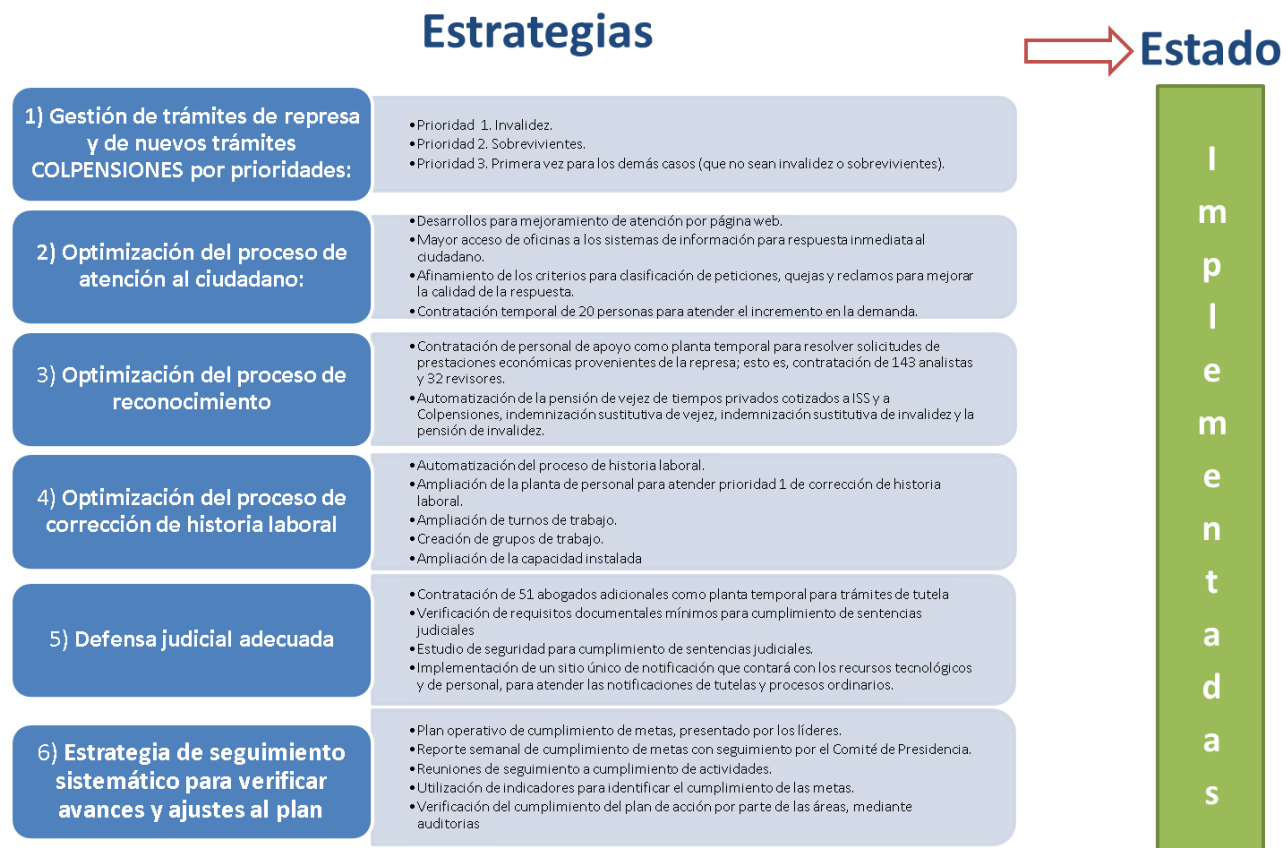 Estrategias
Estado
1) Gestión de trámites de represa
y de nuevos trámites
COLPENSIONES por prioridades:
•Prioridad 1. Invalidez.
•Prioridad 2. Sobrevivientes.
•Prioridad 3. Primera vez para los demás casos (que no sean invalidez o sobrevivientes).
2) Optimización del proceso de
atención al ciudadano:
•Desarrollos para mejoramiento de atención por página web.
•Mayor acceso de oficinas a los sistemas de información para respuesta inmediata al
ciudadano.
•Afinamiento de los criterios para clasificación de peticiones, quejas y reclamos para mejorar
la calidad de la respuesta.
•Contratación temporal de 20 personas para atender el incremento en la demanda.
3) Optimización del proceso de
reconocimiento
•Contratación de personal de apoyo como planta temporal para resolver solicitudes de
prestaciones económicas provenientes de la represa; esto es, contratación de 143 analistas
y 32 revisores.
•Automatización de la pensión de vejez de tiempos privados cotizados a ISS y a
Colpensiones, indemnización sustitutiva de vejez, indemnización sustitutiva de invalidez y la
pensión de invalidez.
4) Optimización del proceso de
corrección de historia laboral
•Automatización del proceso de historia laboral.
•Ampliación de la planta de personal para atender prioridad 1 de corrección de historia
laboral.
•Ampliación de turnos de trabajo.
•Creación de grupos de trabajo.
•Ampliación de la capacidad instalada
5) Defensa judicial adecuada
•Contratación de 51 abogados adicionales como planta temporal para trámites de tutela
•Verificación de requisitos documentales mínimos para cumplimiento de sentencias
judiciales
•Estudio de seguridad para cumplimiento de sentencias judiciales.
•Implementación de un sitio único de notificación que contará con los recursos tecnológicos
y de personal, para atender las notificaciones de tutelas y procesos ordinarios.
6) Estrategia de seguimiento
sistemático para verificar
avances y ajustes al plan
•Plan operativo de cumplimiento de metas, presentado por los líderes.
•Reporte semanal de cumplimiento de metas con seguimiento por el Comité de Presidencia.
•Reuniones de seguimiento a cumplimiento de actividades.
•Utilización de indicadores para identificar el cumplimiento de las metas.
•Verificación del cumplimiento del plan de acción por parte de las áreas, mediante
auditorias
Implementadas